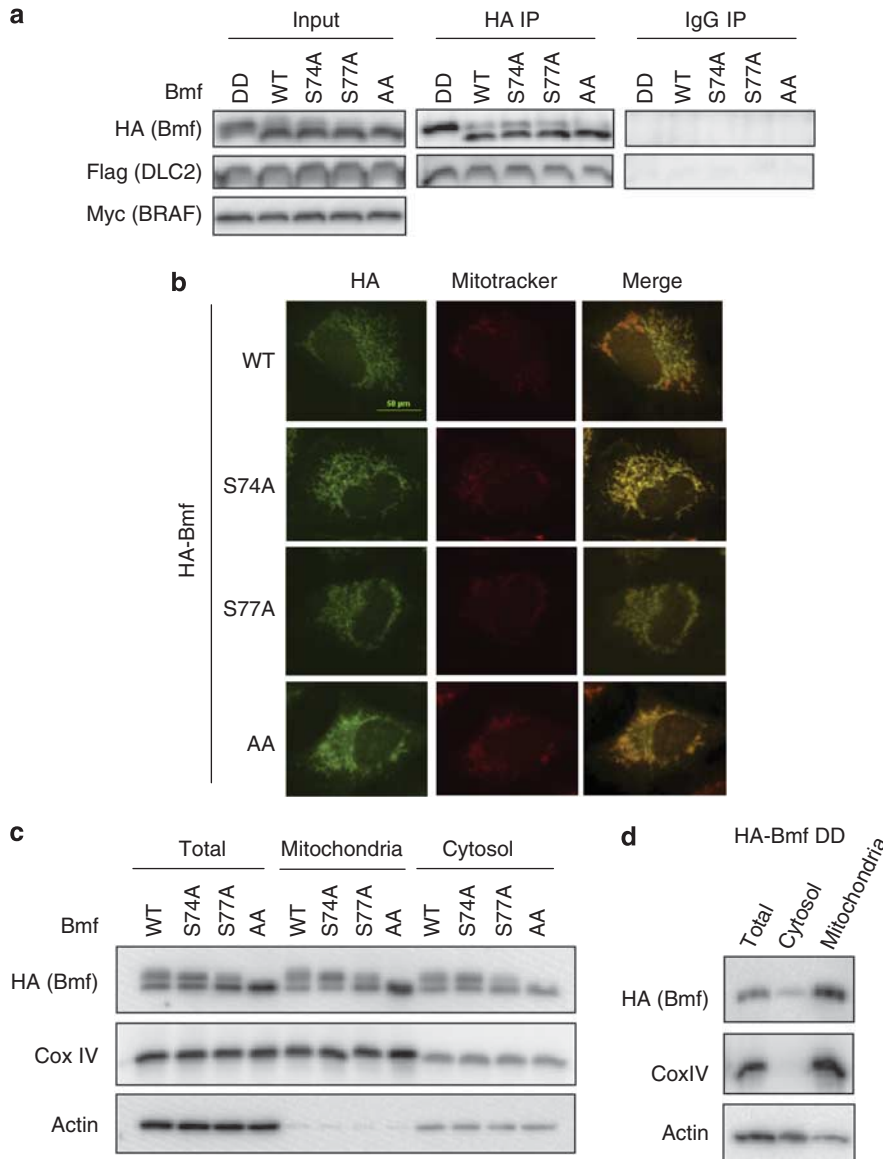 a
Input HA IP IgG IP
Bmf DD WT S74A S77A AA DD WT S74A S77A AA DD WT S74A S77A AA
HA (Bmf)
Flag (DLC2)
Myc (BRAF)
b
HA Mitotracker Merge
HA-Bmf
WT
50 µm
S74A
S77A
AA
c
Total Mitochondria Cytosol
Bmf WT S74A S77A AA WT S74A S77A AA WT S74A S77A AA
HA (Bmf)
Cox IV
Actin
d
HA-Bmf DD
Total Cytosol Mitochondria
HA (Bmf)
CoxIV
Actin